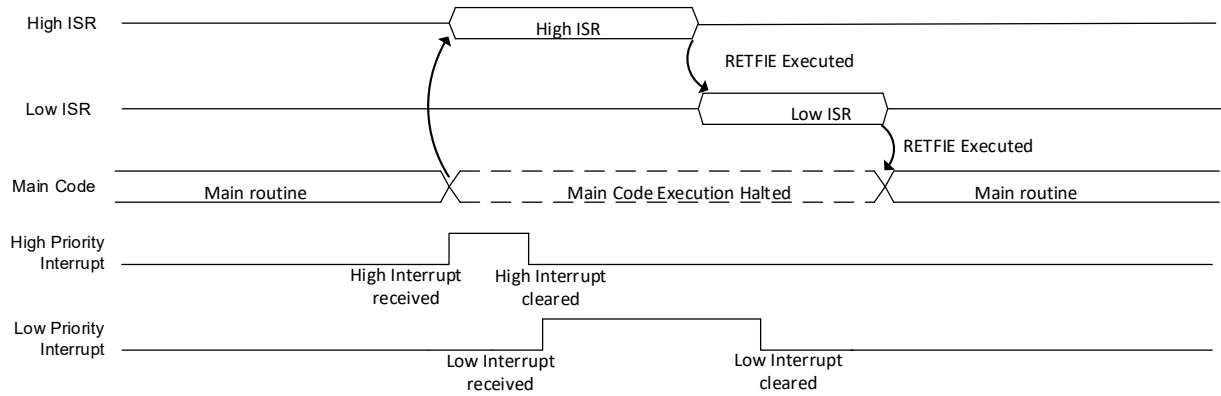 High ISR
High ISR
RETFIE Executed
Low ISR
Low ISR
RETFIE Executed
Main Code
Main routine
Main Code Execution Halted
Main routine
High Priority
Interrupt
High Interrupt
received
High Interrupt
cleared
Low Priority
Interrupt
Low Interrupt
received
Low Interrupt
cleared